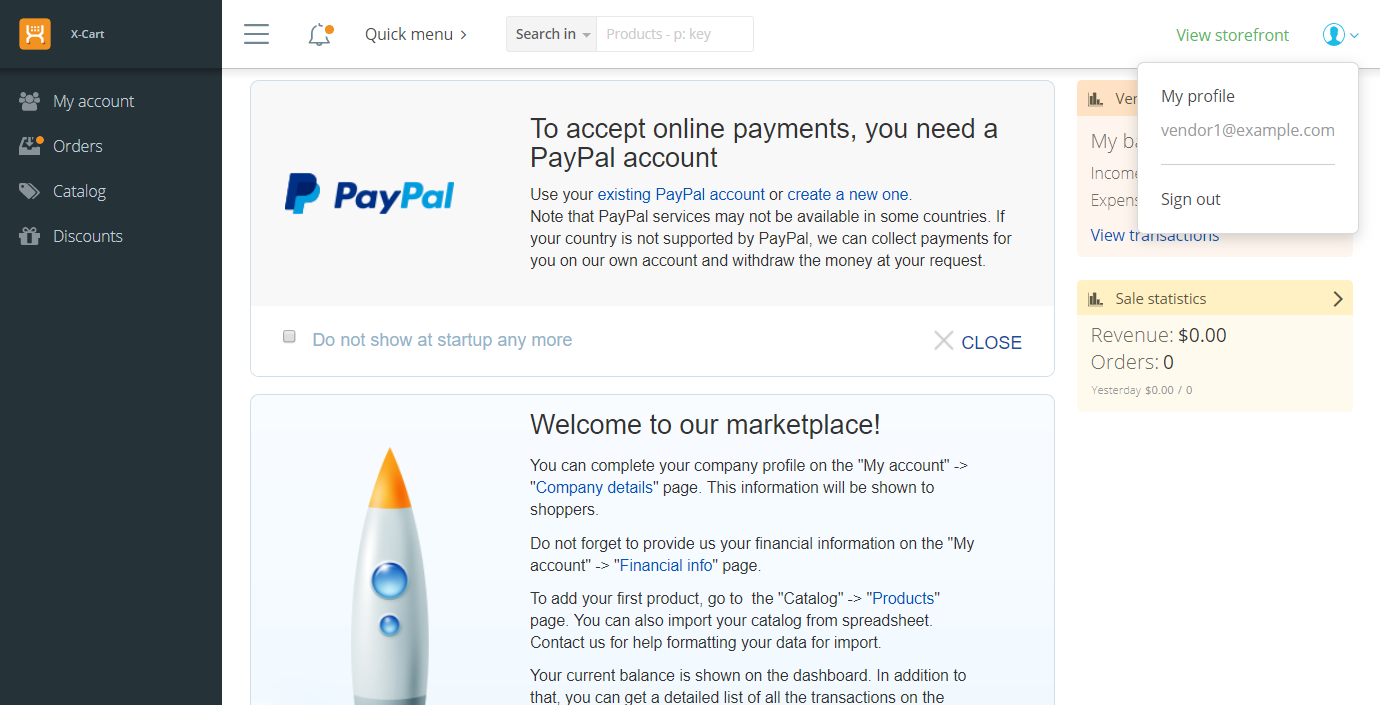 X-Cart
Quick menu
Search in
Products - p: key
View storefront
My account
Orders
Catalog
Discounts
PayPal
To accept online payments, you need a
PayPal account
Use your existing PayPal account or create a new one.
Note that PayPal services may not be available in some countries. If
your country is not supported by PayPal, we can collect payments for
you on our own account and withdraw the money at your request.
Do not show at startup any more
CLOSE
Welcome to our marketplace!
You can complete your company profile on the "My account" ->
"Company details" page. This information will be shown to
shoppers.
Do not forget to provide us your financial information on the "My
account" -> "Financial info" page.
To add your first product, go to  the "Catalog" -> "Products"
page. You can also import your catalog from spreadsheet.
Contact us for help formatting your data for import.
Your current balance is shown on the dashboard. In addition to
that, you can get a detailed list of all the transactions on the
My profile
vendor1@example.com
Sign out
My
View transactions
Sale statistics
Revenue: $0.00
Orders: 0
Yesterday $0.00 / 0